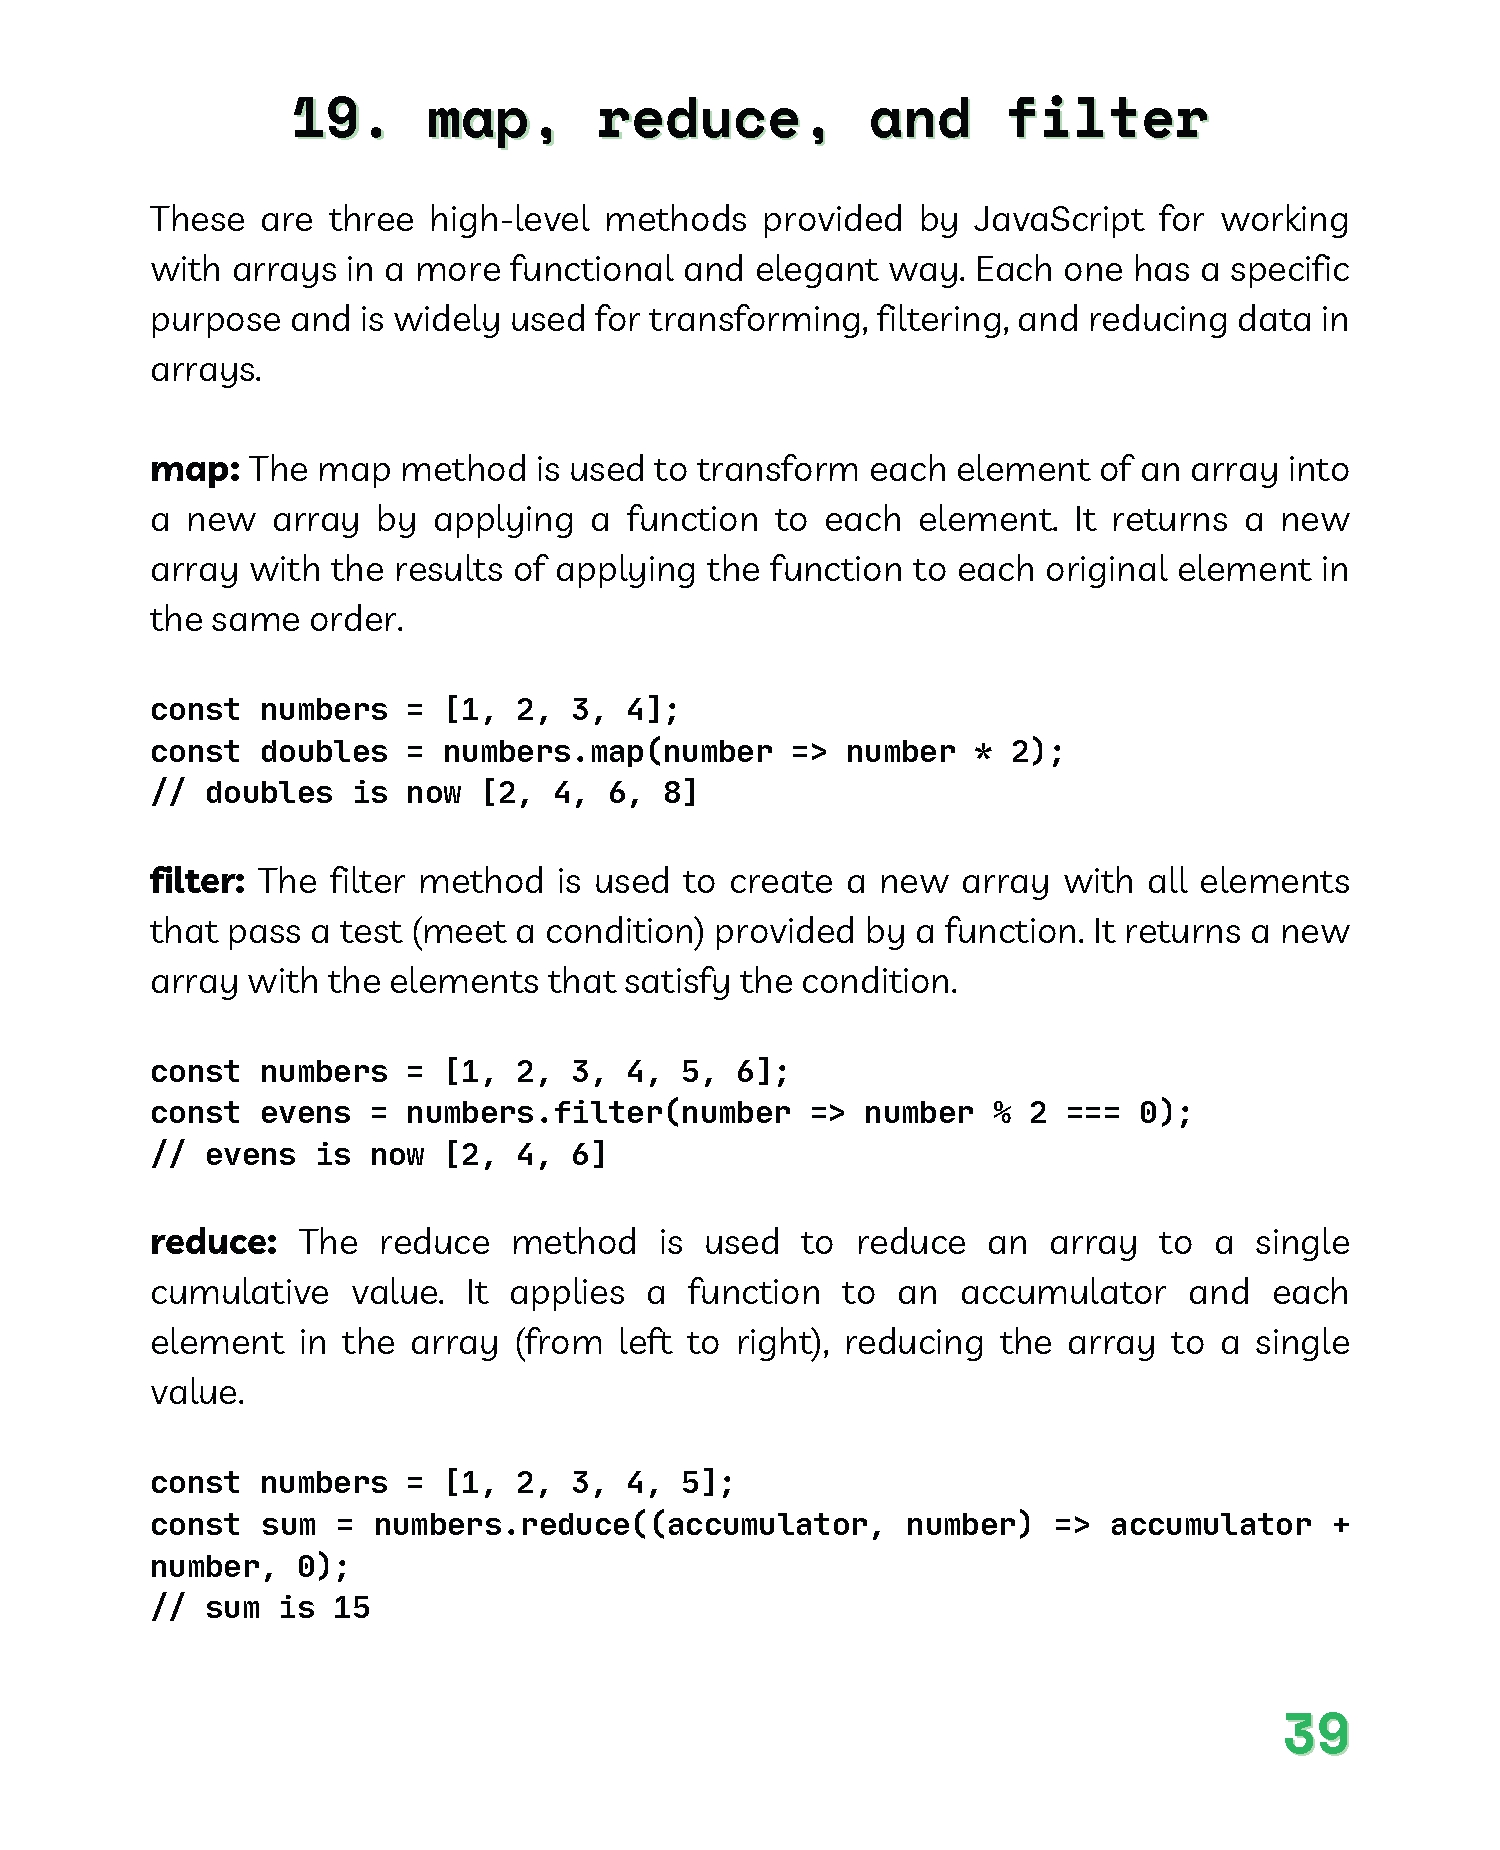 19. map, reduce, and filter
These are three high-level methods provided by JavaScript for working
with arrays in a more functional and elegant way. Each one has a specific
purpose and is widely used for transforming, filtering, and reducing data in
arrays.
map: The map method is used to transform each element of an array into
a new array by applying a function to each element. It returns a new
array with the results of applying the function to each original element in
the same order.
const numbers = [1, 2, 3, 4];
const doubles = numbers.map(number => number * 2);
// doubles is now [2, 4, 6, 8]
filter: The filter method is used to create a new array with all elements
that pass a test (meet a condition) provided by a function. It returns a new
array with the elements that satisfy the condition.
const numbers = [1, 2, 3, 4, 5, 6];
const evens = numbers.filter(number => number % 2 === 0);
// evens is now [2, 4, 6]
reduce: The reduce method is used to reduce an array to a single
cumulative value. It applies a function to an accumulator and each
element in the array (from left to right), reducing the array to a single
value.
const numbers = [1, 2, 3, 4, 5];
const sum = numbers.reduce((accumulator, number) => accumulator +
number, 0);
// sum is 15
39